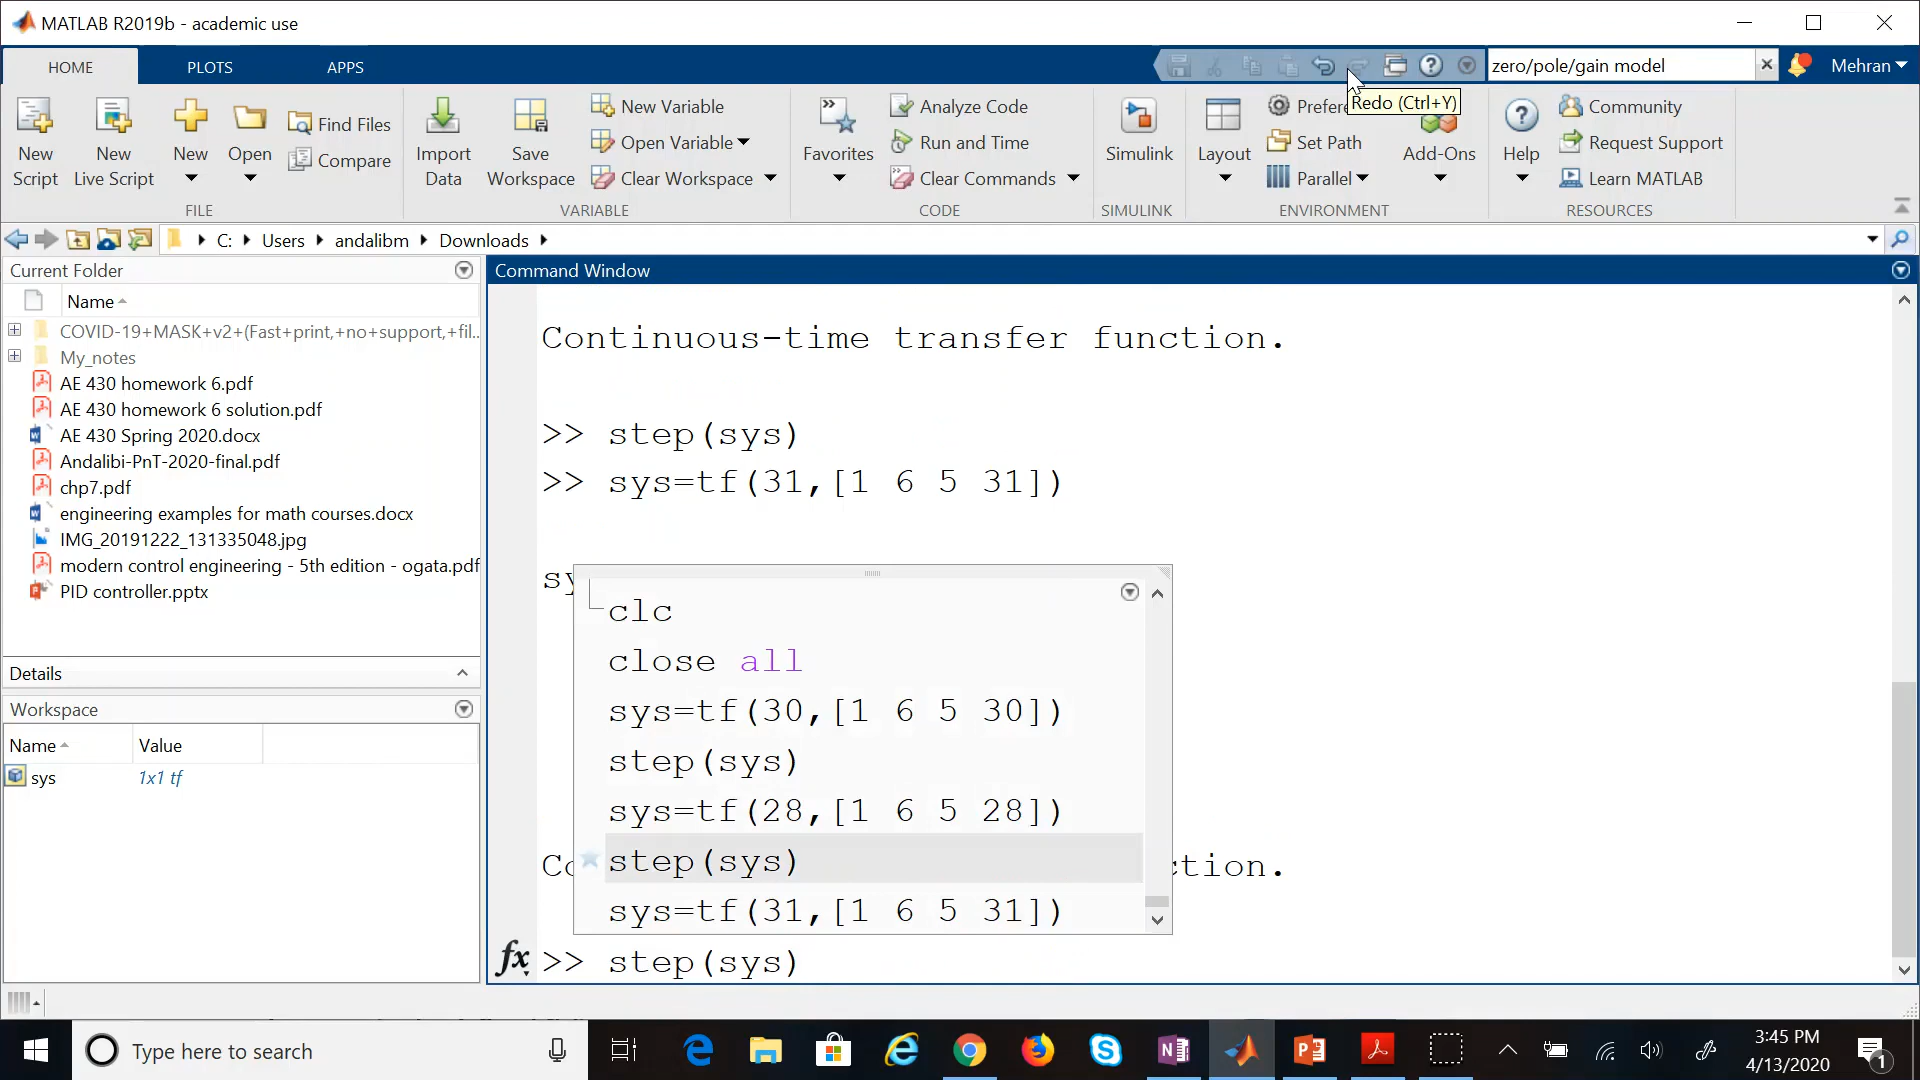 MATLAB R2019b - academic use
HOME
PLOTS
APPS
zero/pole/gain model
Mehran
Redo (Ctrl+Y)
New Script
New Live Script
New
Open
Find Files
Compare
Import Data
Save Workspace
New Variable
Open Variable
Clear Workspace
Favorites
Analyze Code
Run and Time
Clear Commands
Simulink
Layout
Prefere
Set Path
Parallel
Add-Ons
Help
Community
Request Support
Learn MATLAB
FILE
VARIABLE
CODE
SIMULINK
ENVIRONMENT
RESOURCES
C:
Users
andalibm
Downloads
Current Folder
Name
COVID-19+MASK+v2+(Fast+print,+no+support,+fil...
My_notes
AE 430 homework 6.pdf
AE 430 homework 6 solution.pdf
AE 430 Spring 2020.docx
Andalibi-PnT-2020-final.pdf
chp7.pdf
engineering examples for math courses.docx
IMG_20191222_131335048.jpg
modern control engineering - 5th edition - ogata.pdf
PID controller.pptx
Details
Workspace
Name
Value
sys
1x1 tf
Command Window
Continuous-time transfer function.
>> step(sys)
>> sys=tf(31,[1 6 5 31])
sy
clc
close all
sys=tf(30,[1 6 5 30])
step(sys)
sys=tf(28,[1 6 5 28])
step(sys)
sys=tf(31,[1 6 5 31])
Co
ction.
fx >> step(sys)
Type here to search
3:45 PM
4/13/2020
1